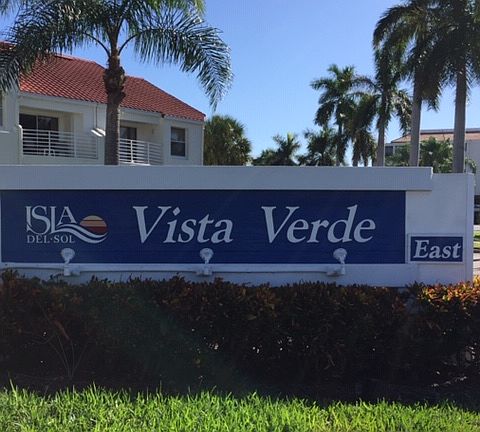 ISLA
DEL·SOL
Vista Verde
East